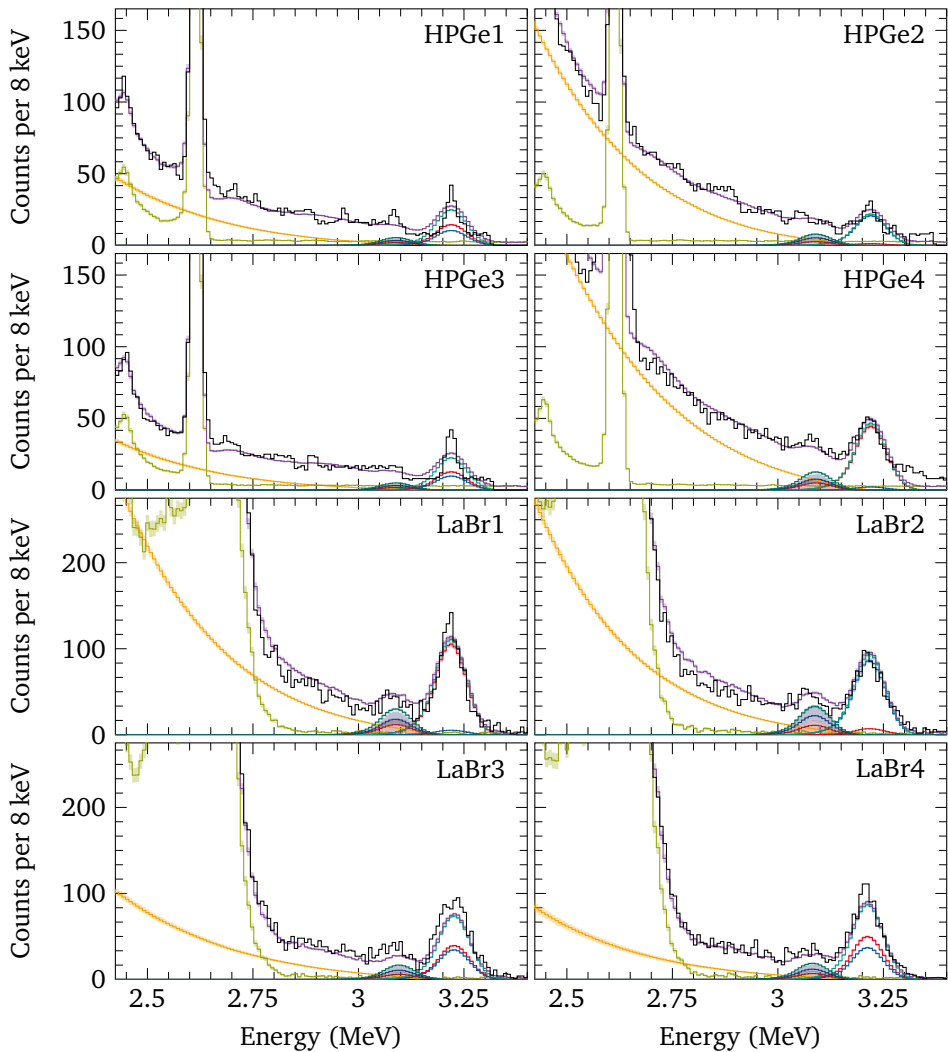 HPGe1
HPGe2
Counts per 8 keV
150
100
50
0
HPGe3
HPGe4
Counts per 8 keV
150
100
50
0
LaBr1
LaBr2
Counts per 8 keV
200
100
0
LaBr3
LaBr4
Counts per 8 keV
200
100
0
2.5 2.75 3 3.25 2.5 2.75 3 3.25
Energy (MeV) Energy (MeV)